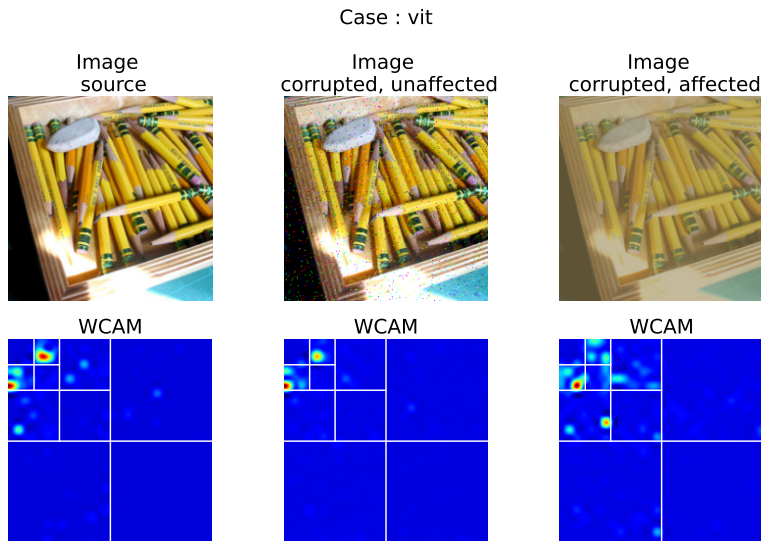 Case : vit
Image
source
Image
corrupted, unaffected
Image
corrupted, affected
WCAM
WCAM
WCAM